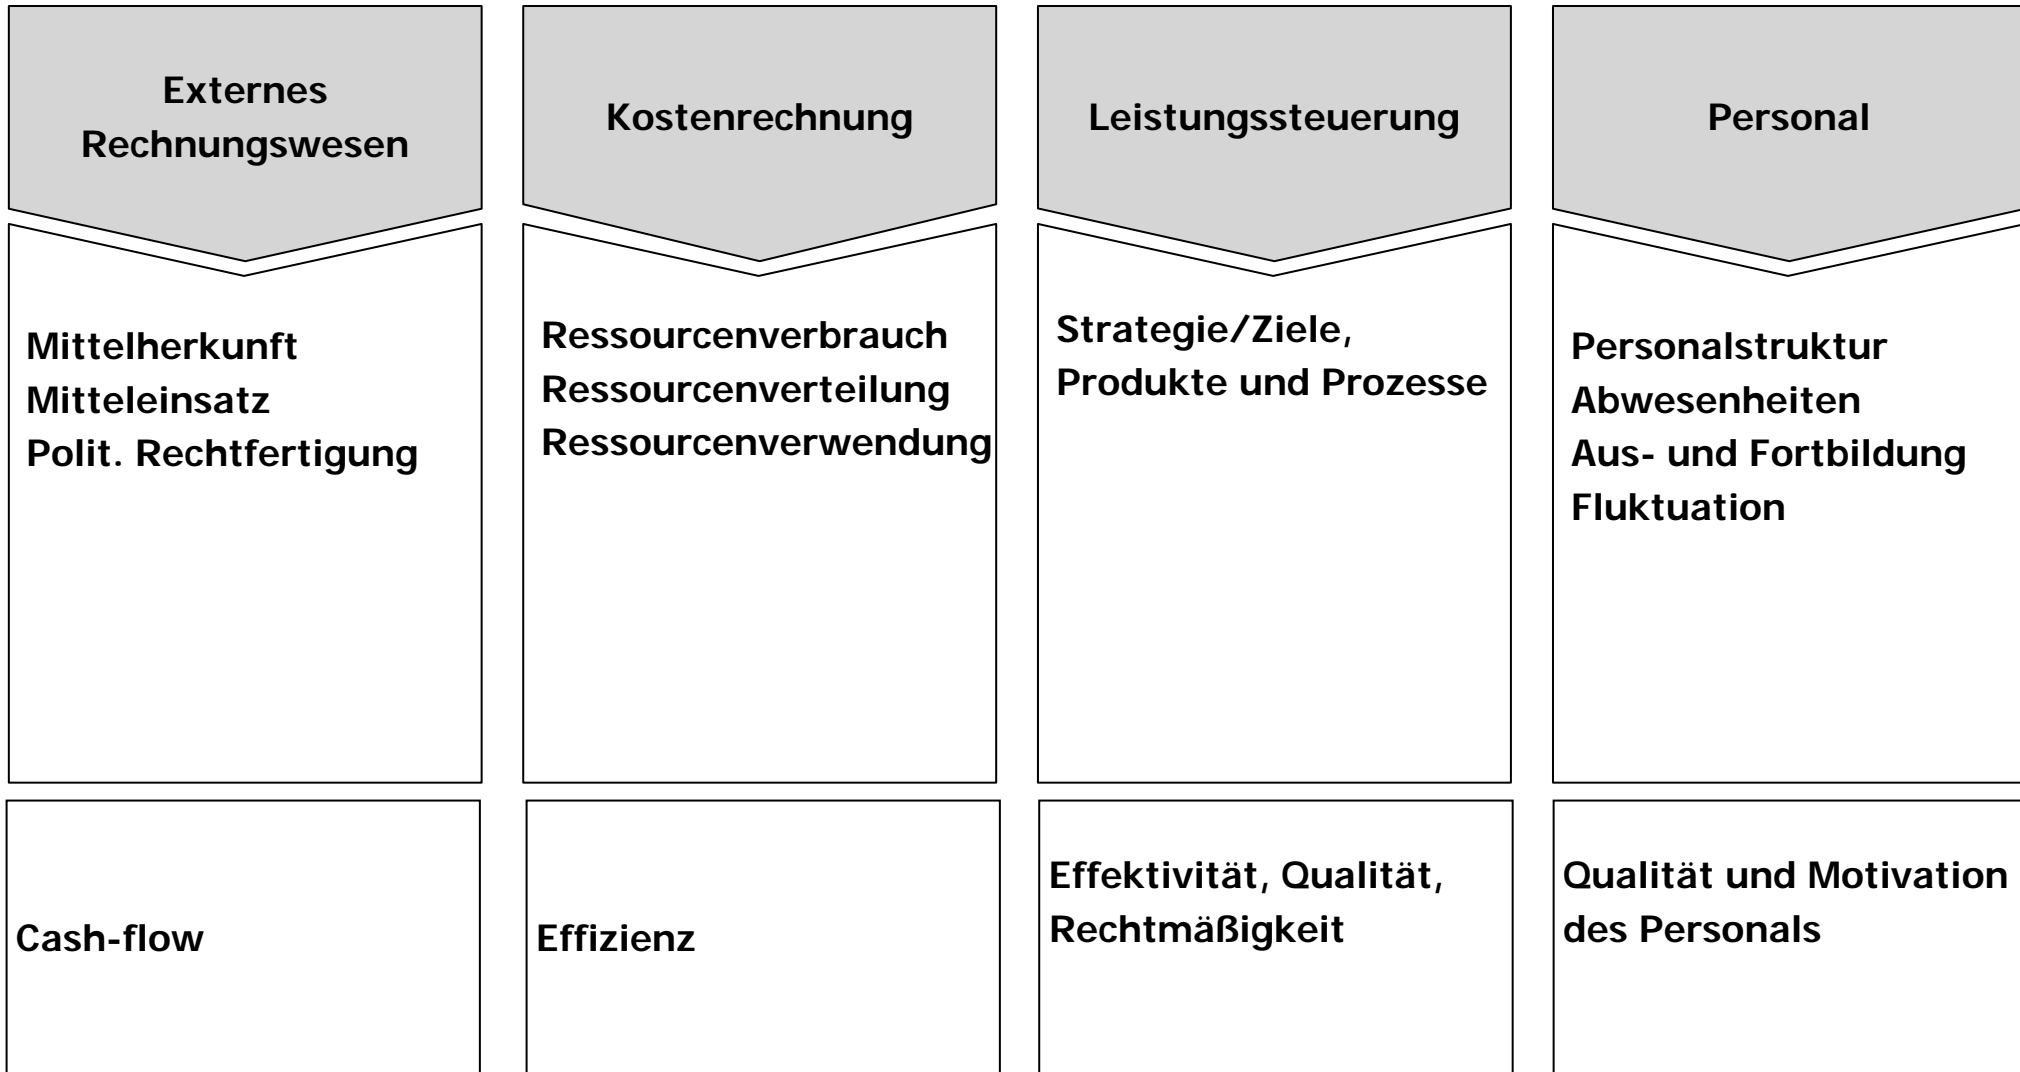 Externes
Rechnungswesen
Kostenrechnung
Leistungssteuerung
Personal
Mittelherkunft
Mitteleinsatz
Polit. Rechtfertigung
Ressourcenverbrauch
Ressourcenverteilung
Ressourcenverwendung
Strategie/Ziele,
Produkte und Prozesse
Personalstruktur
Abwesenheiten
Aus- und Fortbildung
Fluktuation
Cash-flow
Effizienz
Effektivität, Qualität,
Rechtmäßigkeit
Qualität und Motivation
des Personals